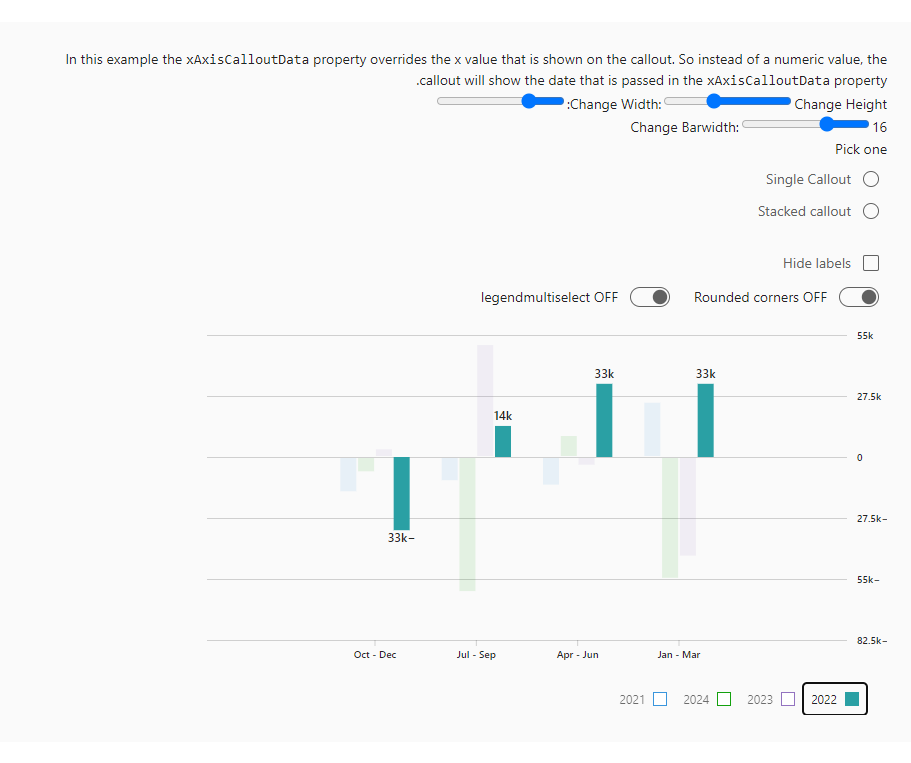 In this example the xAxisCalloutData property overrides the x value that is shown on the callout. So instead of a numeric value, the
.callout will show the date that is passed in the xAxisCalloutData property
:Change Width: Change Height
Change Barwidth: 16
Pick one
Single Callout
Stacked callout
Hide labels
legendmultiselect OFF Rounded corners OFF
55k
33k 33k
27.5k
14k
0
27.5k−
33k−
55k−
82.5k−
Oct - Dec Jul - Sep Apr - Jun Jan - Mar
2021 2024 2023 2022